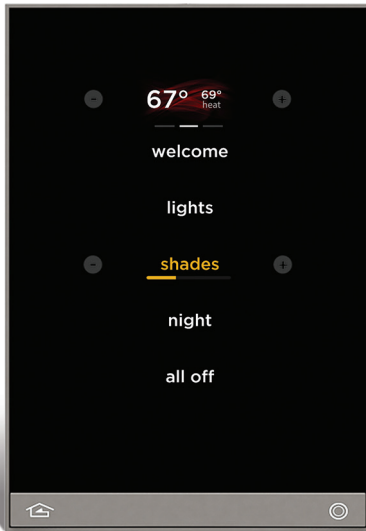 - 67° 69° +
heat
welcome
lights
- shades +
night
all off